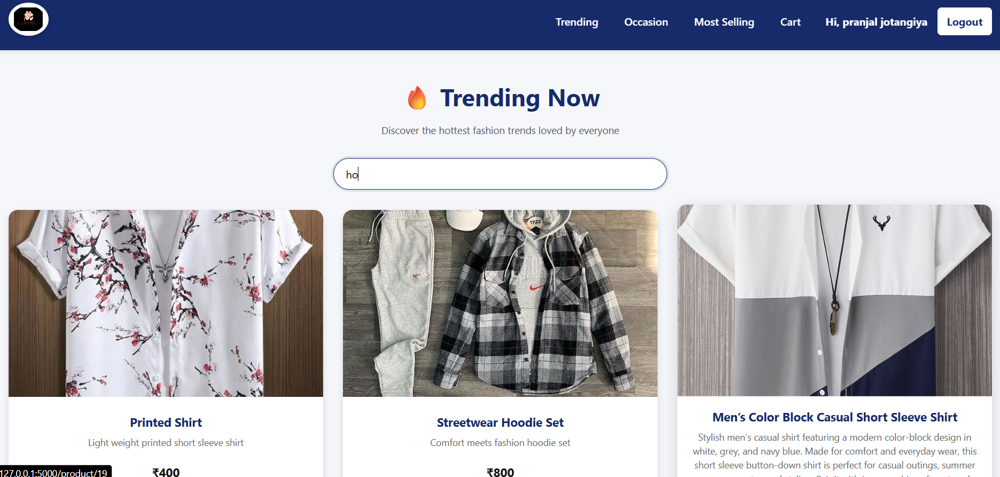 Trending
Occasion
Most Selling
Cart
Hi, pranjal jotangiya
Logout
Trending Now
Discover the hottest fashion trends loved by everyone
ho
TISEZ
Printed Shirt
Light weight printed short sleeve shirt
₹400
Streetwear Hoodie Set
Comfort meets fashion hoodie set
₹800
Men’s Color Block Casual Short Sleeve Shirt
Stylish men’s casual shirt featuring a modern color-block design in
white, grey, and navy blue. Made for comfort and everyday wear, this
short sleeve button-down shirt is perfect for casual outings, summer
127.0.0.1:5000/product/19